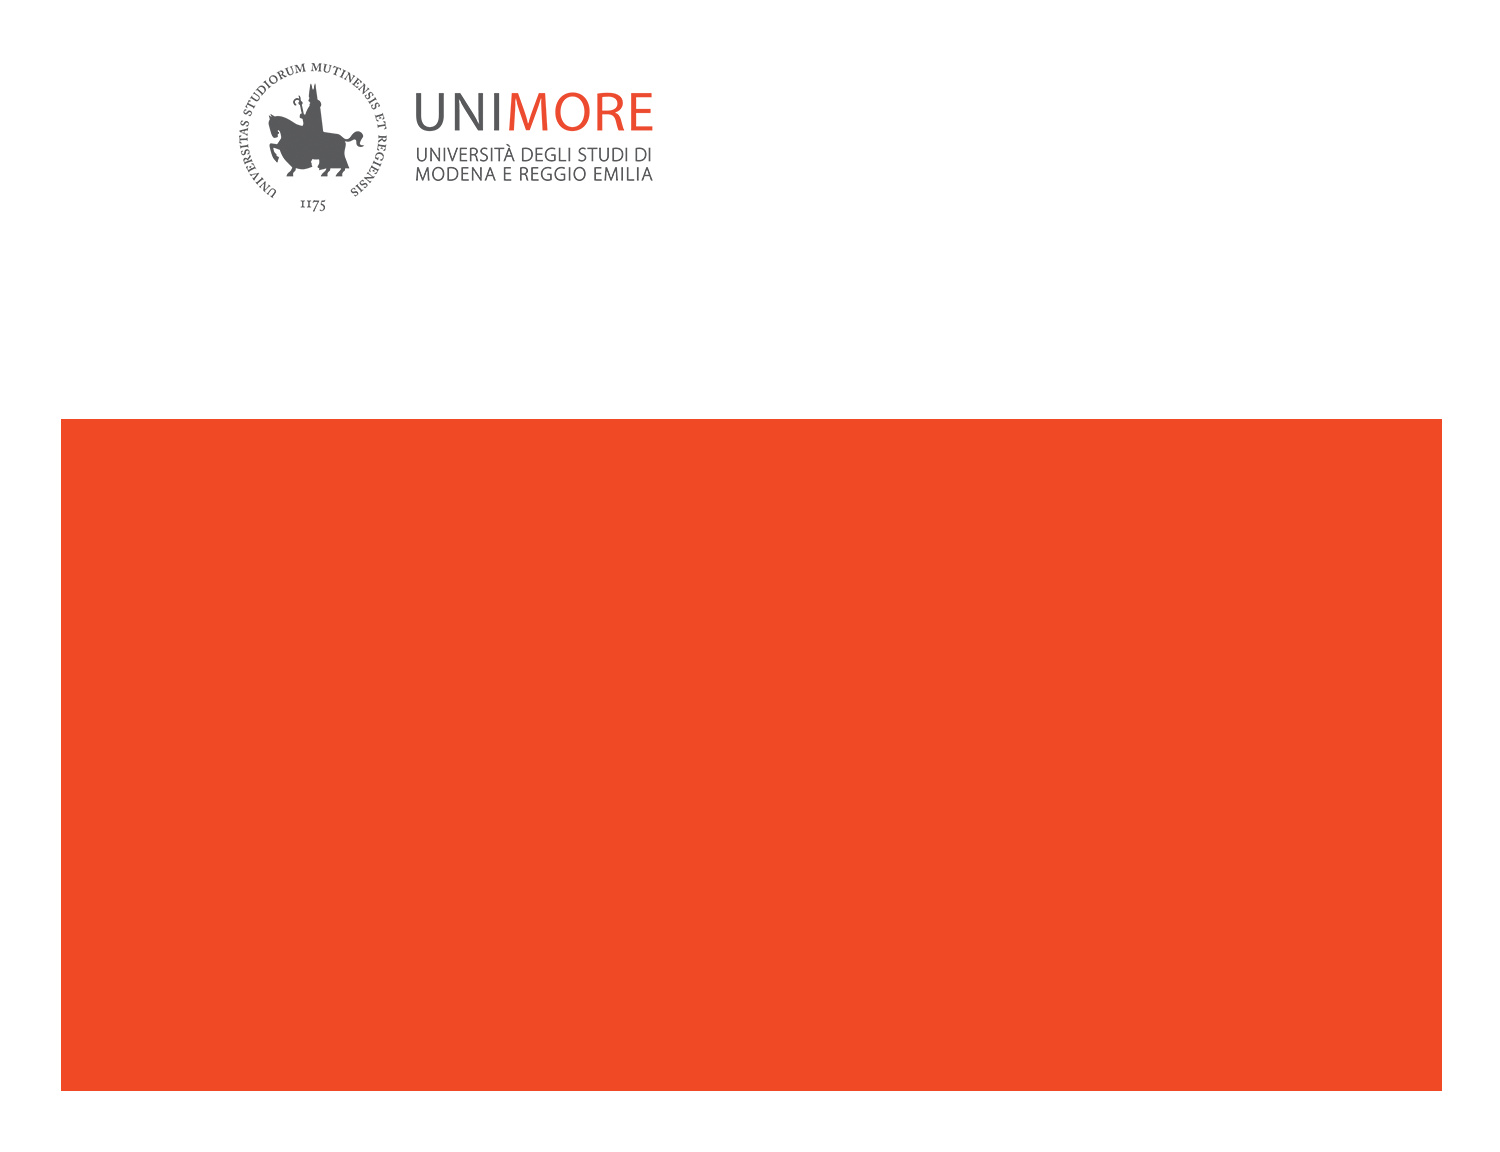 UNIVERSITAS STUDIORUM MUTINENSIS ET REGIENSIS
1175
UNIMORE
UNIVERSITÀ DEGLI STUDI DI
MODENA E REGGIO EMILIA